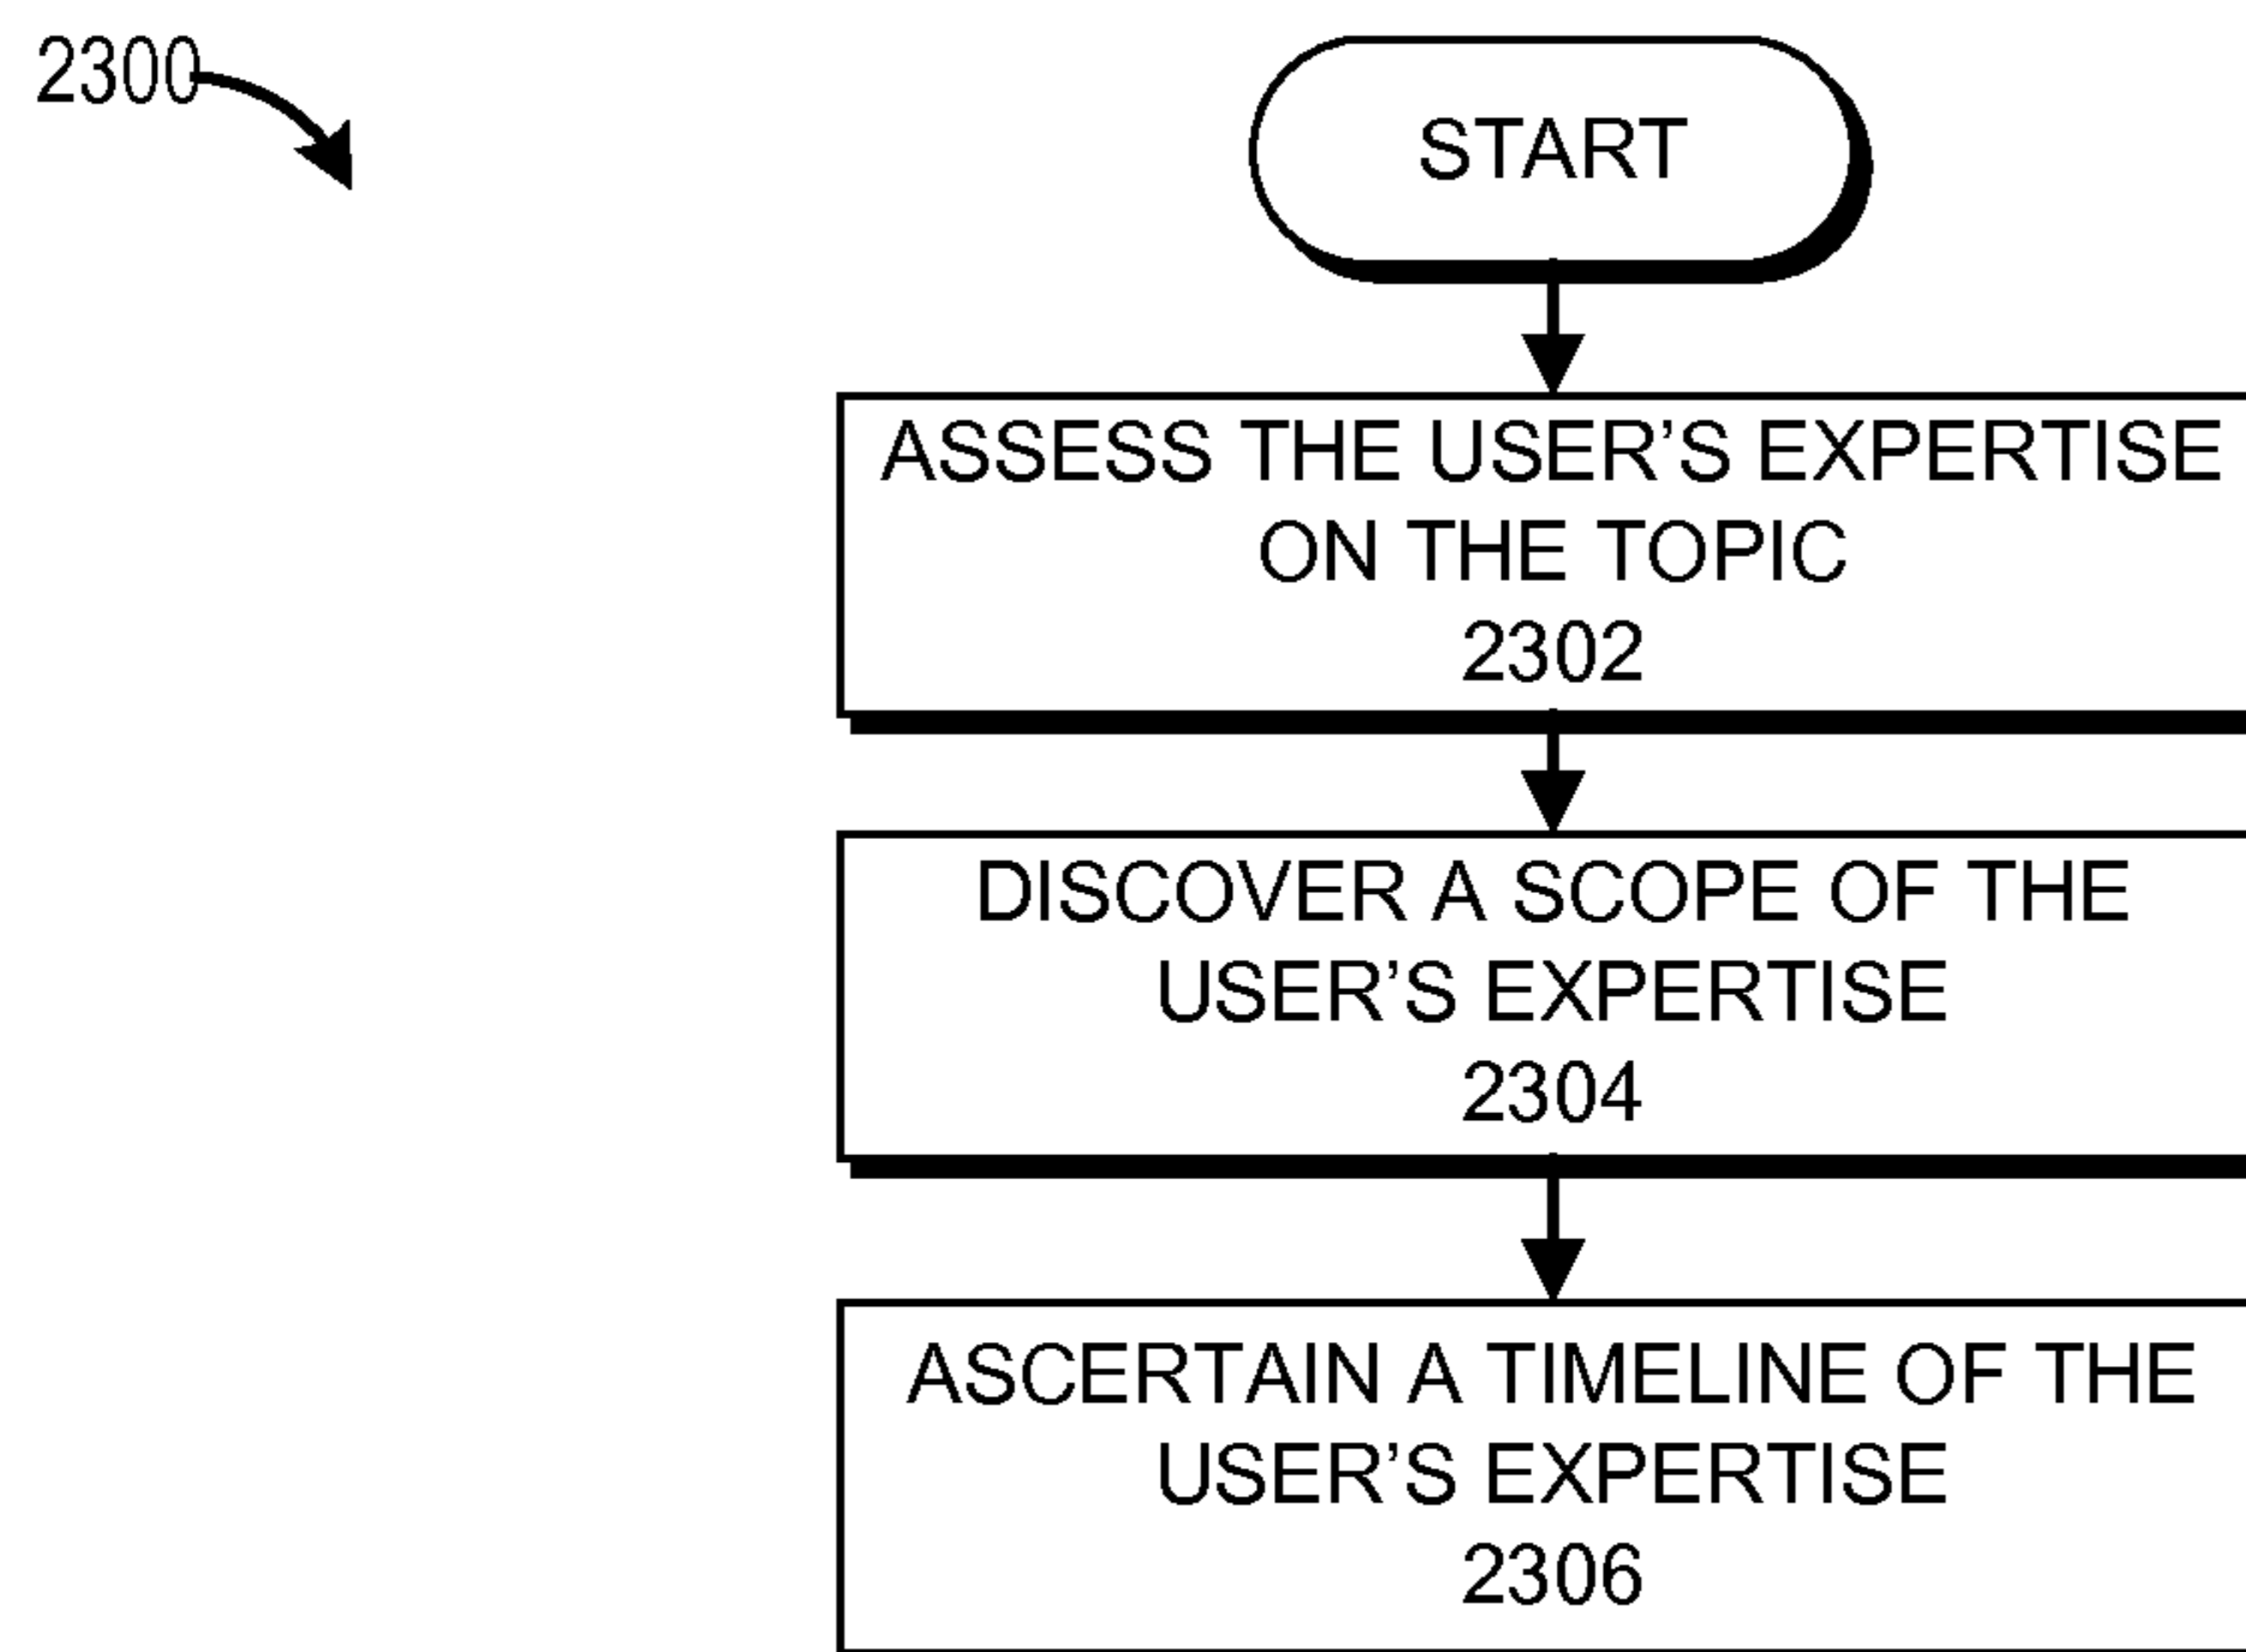 2300
START
ASSESS THE USER’S EXPERTISE
ON THE TOPIC
2302
DISCOVER A SCOPE OF THE
USER’S EXPERTISE
2304
ASCERTAIN A TIMELINE OF THE
USER’S EXPERTISE
2306